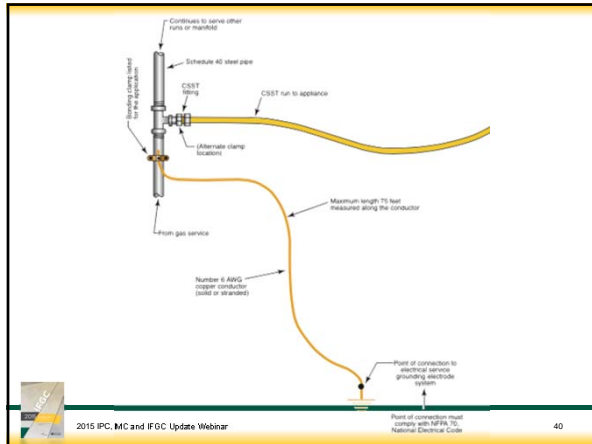 Continues to serve other
runs or manifold
Schedule 40 steel pipe
Bonding clamp listed
for the application
CSST
fitting
CSST run to appliance
(Alternate clamp
location)
From gas service
Maximum length 75 feet
measured along the conductor
Number 6 AWG
copper conductor
(solid or stranded)
Point of connection to
electrical service
grounding electrode
system
Point of connection must
comply with NFPA 70,
National Electrical Code
IFGC
2015 IPC, IMC and IFGC Update Webinar
40